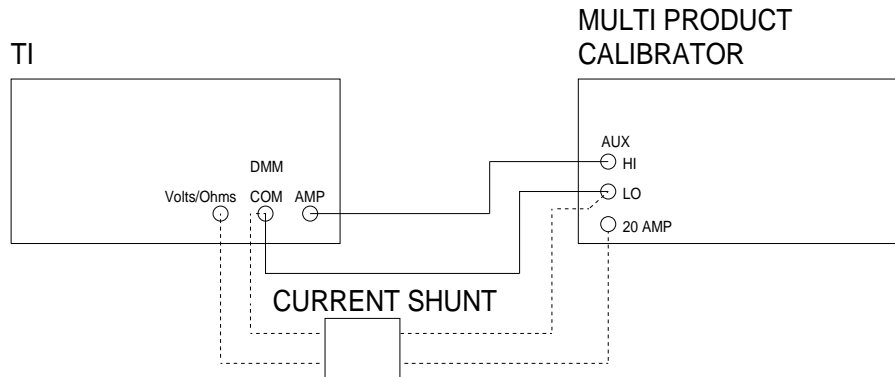 MULTI PRODUCT
CALIBRATOR
TI
AUX
HI
DMM
Volts/Ohms COM AMP
LO
20 AMP
CURRENT SHUNT